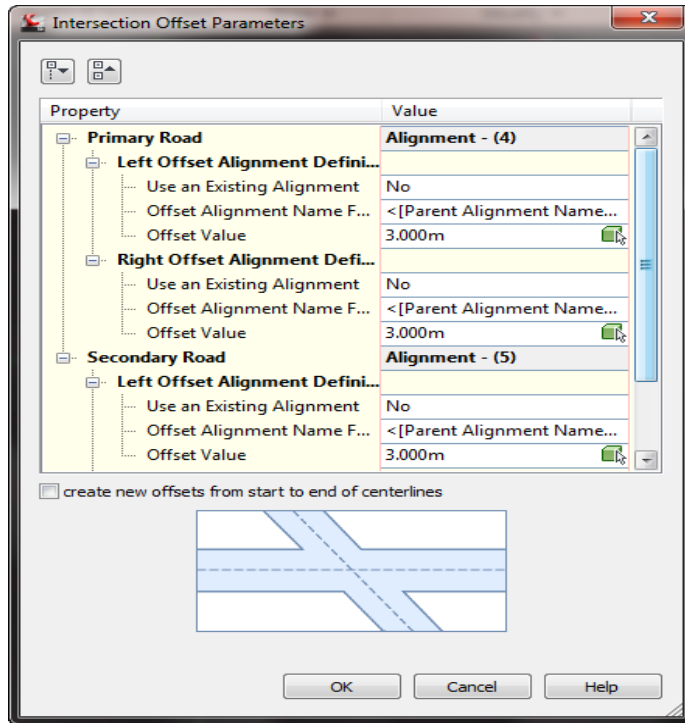 Intersection Offset Parameters
Property Value
Primary Road Alignment - (4)
Left Offset Alignment Defini...
Use an Existing Alignment No
Offset Alignment Name F... <[Parent Alignment Name...
Offset Value 3.000m
Right Offset Alignment Defi...
Use an Existing Alignment No
Offset Alignment Name F... <[Parent Alignment Name...
Offset Value 3.000m
Secondary Road Alignment - (5)
Left Offset Alignment Defini...
Use an Existing Alignment No
Offset Alignment Name F... <[Parent Alignment Name...
Offset Value 3.000m
create new offsets from start to end of centerlines
OK Cancel Help